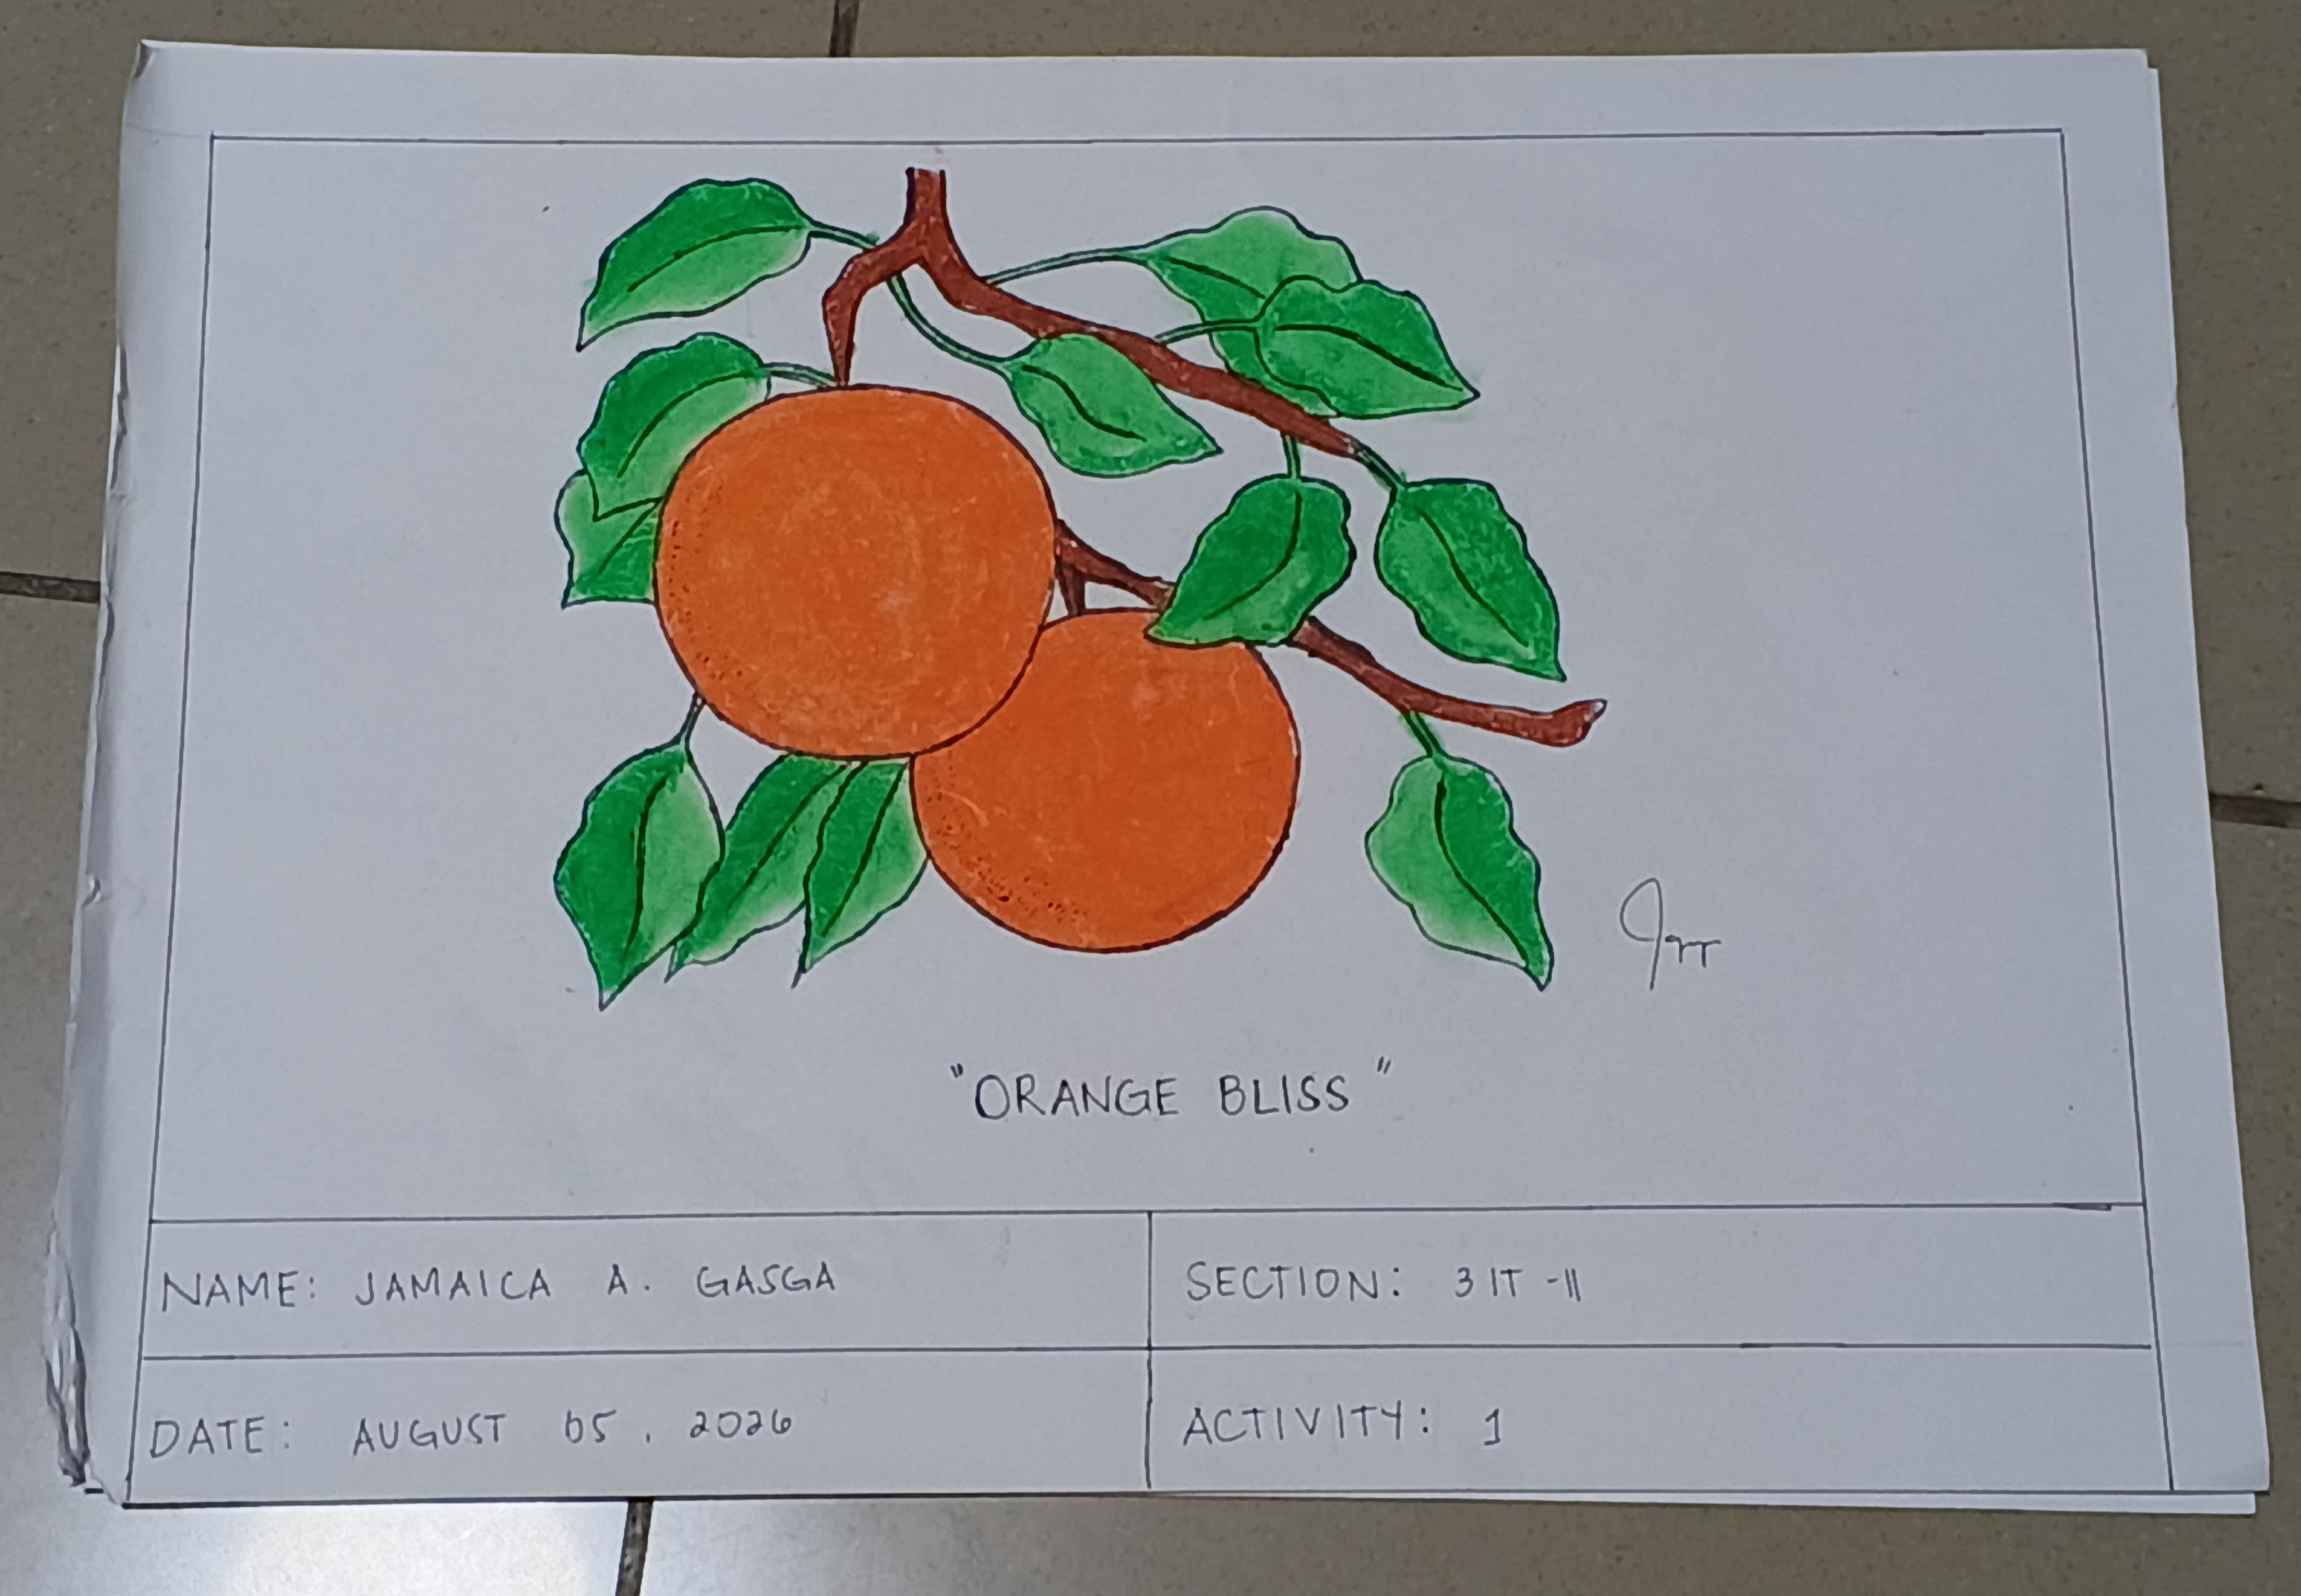 "ORANGE BLISS"
NAME: JAMAICA A. GASGA
SECTION: 3IT-11
DATE: AUGUST 05, 2026
ACTIVITY: 1